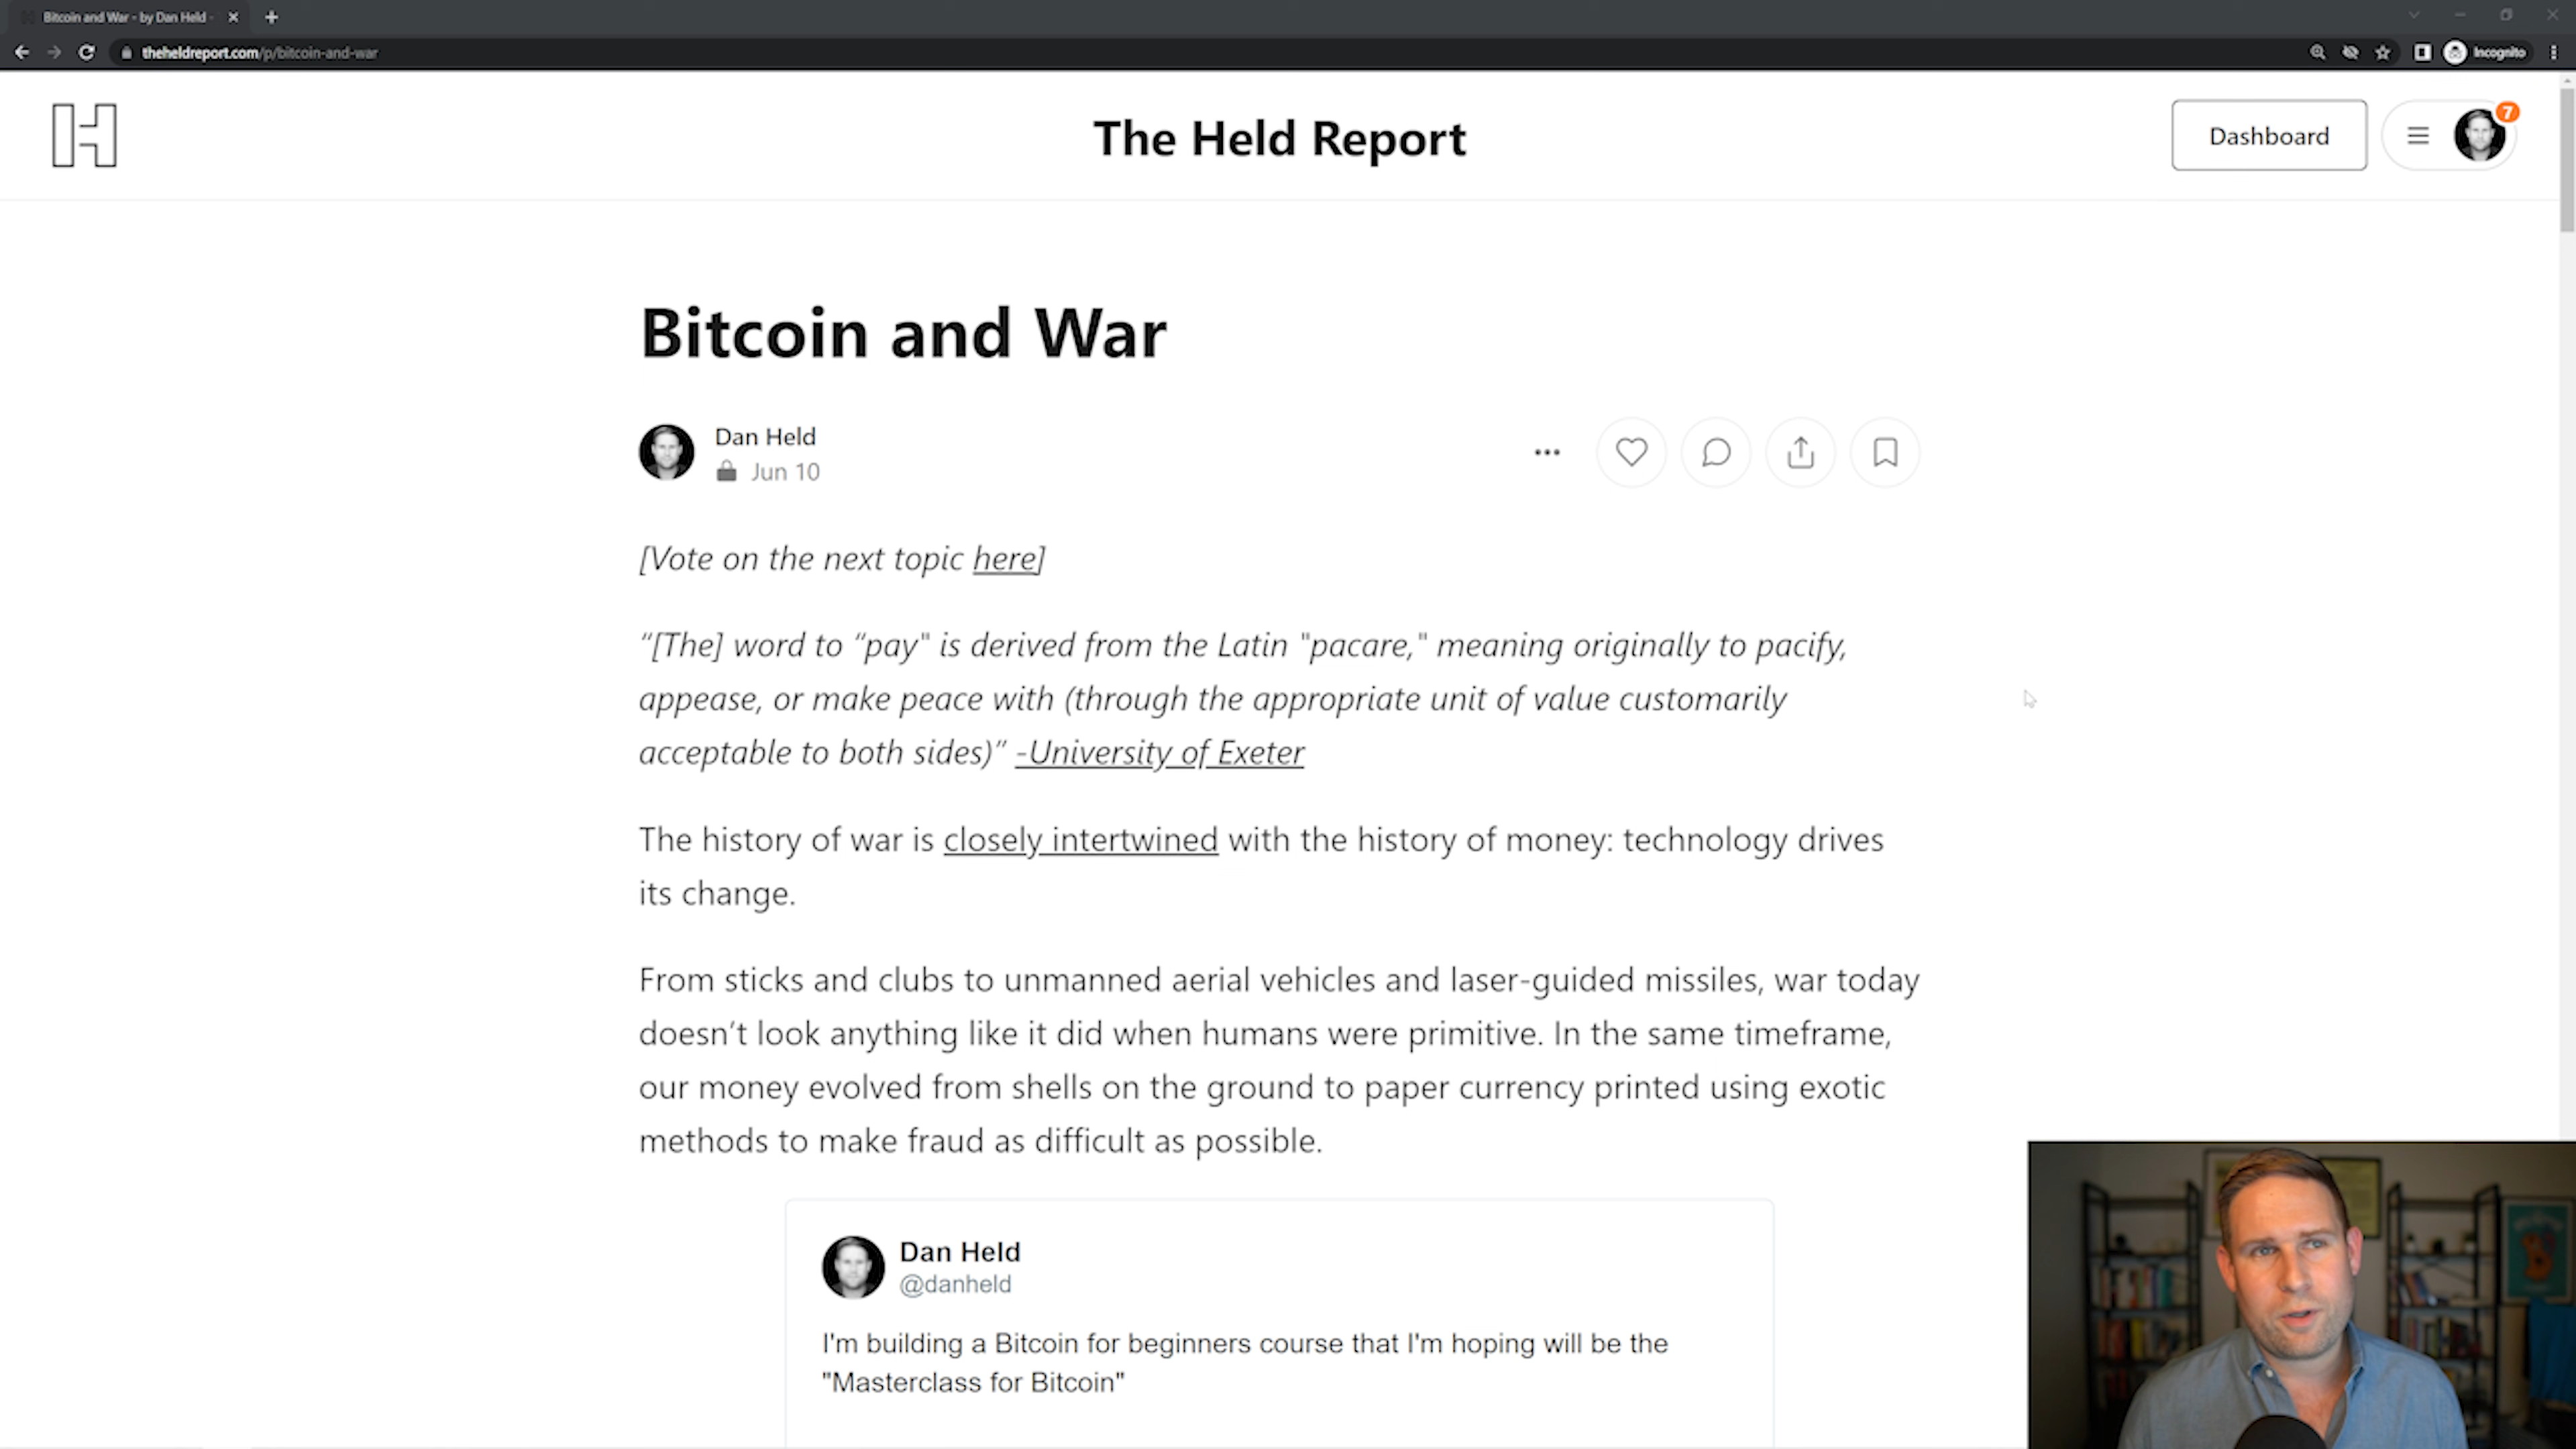 Bitcoin and War - by Dan Held -
theheldreport.com/p/bitcoin-and-war
Incognito
H
The Held Report
Dashboard
7
Bitcoin and War
Dan Held
Jun 10
[Vote on the next topic here]
“[The] word to “pay" is derived from the Latin "pacare," meaning originally to pacify,
appease, or make peace with (through the appropriate unit of value customarily
acceptable to both sides)” -University of Exeter
The history of war is closely intertwined with the history of money: technology drives
its change.
From sticks and clubs to unmanned aerial vehicles and laser-guided missiles, war today
doesn’t look anything like it did when humans were primitive. In the same timeframe,
our money evolved from shells on the ground to paper currency printed using exotic
methods to make fraud as difficult as possible.
Dan Held
@danheld
I'm building a Bitcoin for beginners course that I'm hoping will be the
"Masterclass for Bitcoin"